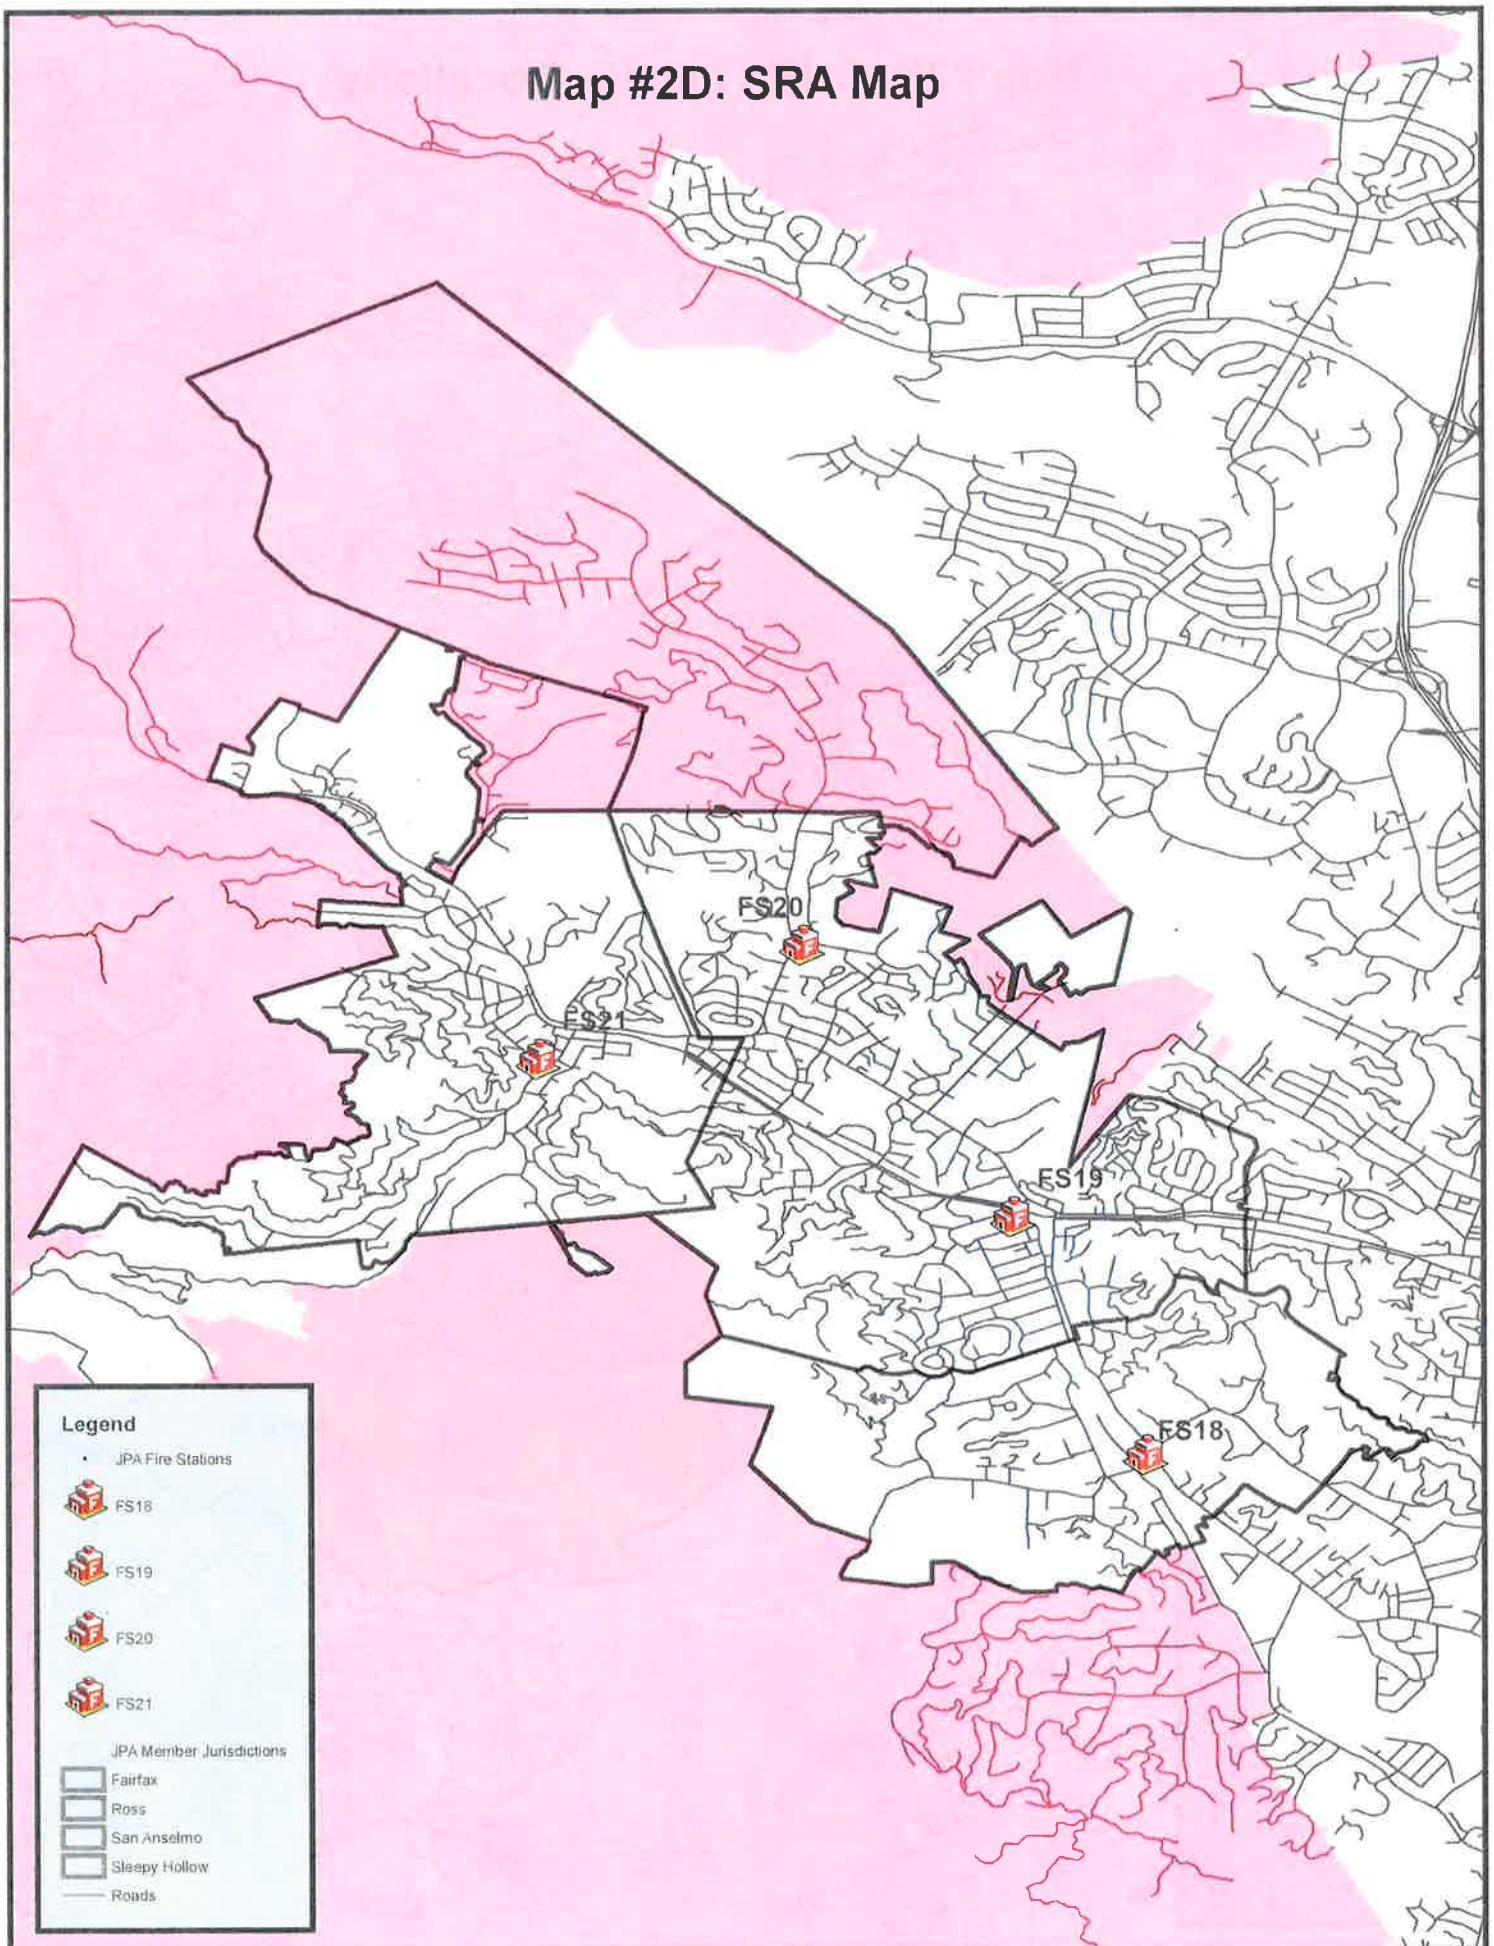 Map #2D: SRA Map
FS20
FS21
FS19
FS18
Legend
JPA Fire Stations
FS18
FS19
FS20
FS21
JPA Member Jurisdictions
Fairfax
Ross
San Anselmo
Sleepy Hollow
Roads